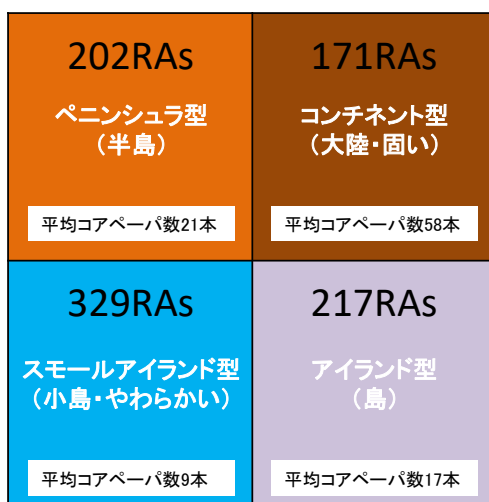 202RAs
ペニンシュラ型
（半島）
平均コアペーパ数21本
171RAs
コンチネント型
（大陸・固い）
平均コアペーパ数58本
329RAs
スモールアイランド型
（小島・やわらかい）
平均コアペーパ数9本
217RAs
アイランド型
（島）
平均コアペーパ数17本